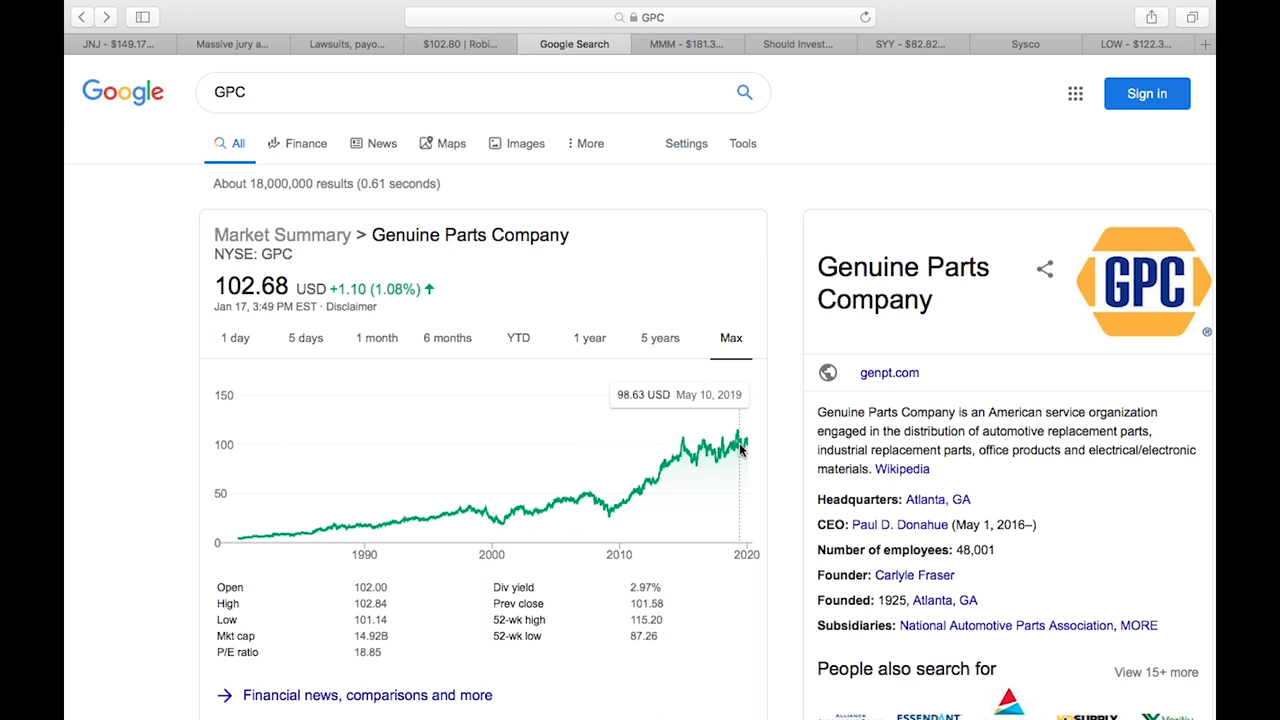 GPC
JNJ - $149.17...
Massive jury a...
Lawsuits, payo...
$102.80 | Robi...
Google Search
MMM - $181.3...
Should Invest...
SYY - $82.82...
Sysco
LOW - $122.3...
Google
GPC
Sign in
All
Finance
News
Maps
Images
More
Settings
Tools
About 18,000,000 results (0.61 seconds)
Market Summary > Genuine Parts Company
NYSE: GPC
102.68 USD +1.10 (1.08%)
Jan 17, 3:49 PM EST · Disclaimer
1 day
5 days
1 month
6 months
YTD
1 year
5 years
Max
98.63 USD May 10, 2019
150
100
50
0
1990
2000
2010
2020
Open 102.00 Div yield 2.97%
High 102.84 Prev close 101.58
Low 101.14 52-wk high 115.20
Mkt cap 14.92B 52-wk low 87.26
P/E ratio 18.85
Financial news, comparisons and more
Genuine Parts
Company
GPC
®
genpt.com
Genuine Parts Company is an American service organization
engaged in the distribution of automotive replacement parts,
industrial replacement parts, office products and electrical/electronic
materials. Wikipedia
Headquarters: Atlanta, GA
CEO: Paul D. Donahue (May 1, 2016–)
Number of employees: 48,001
Founder: Carlyle Fraser
Founded: 1925, Atlanta, GA
Subsidiaries: National Automotive Parts Association, MORE
People also search for
View 15+ more
ESSENDANT